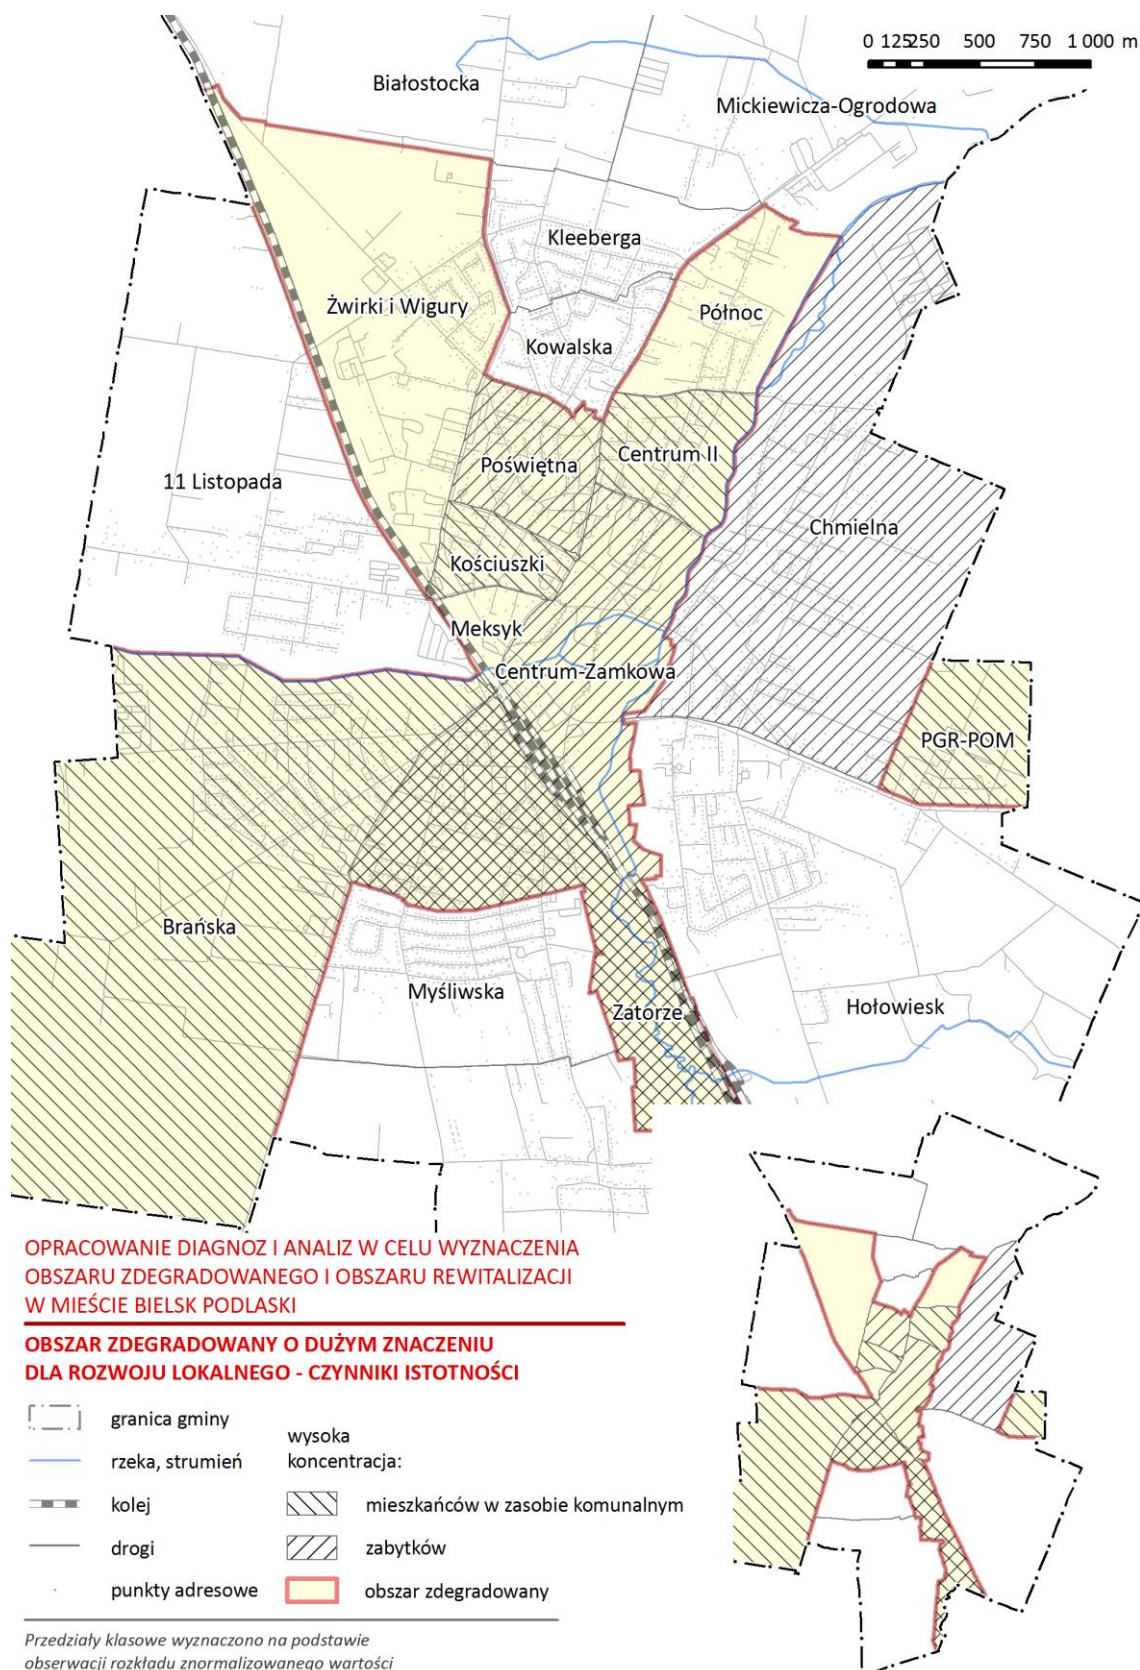 0 125250 500 750 1 000 m
Białostocka
Mickiewicza-Ogrodowa
Kleeberga
Żwirki i Wigury
Północ
Kowalska
Poświętna
Centrum II
11 Listopada
Chmielna
Kościuszki
Meksyk
Centrum-Zamkowa
PGR-POM
Brańska
Myśliwska
Zatorze
Hołowiesk
OPRACOWANIE DIAGNOZ I ANALIZ W CELU WYZNACZENIA
OBSZARU ZDEGRADOWANEGO I OBSZARU REWITALIZACJI
W MIEŚCIE BIELSK PODLASKI
OBSZAR ZDEGRADOWANY O DUŻYM ZNACZENIU
DLA ROZWOJU LOKALNEGO - CZYNNIKI ISTOTNOŚCI
granica gminy
rzeka, strumień
kolej
drogi
punkty adresowe
wysoka
koncentracja:
mieszkańców w zasobie komunalnym
zabytków
obszar zdegradowany
Przedziały klasowe wyznaczono na podstawie
obserwacji rozkładu znormalizowanego wartości